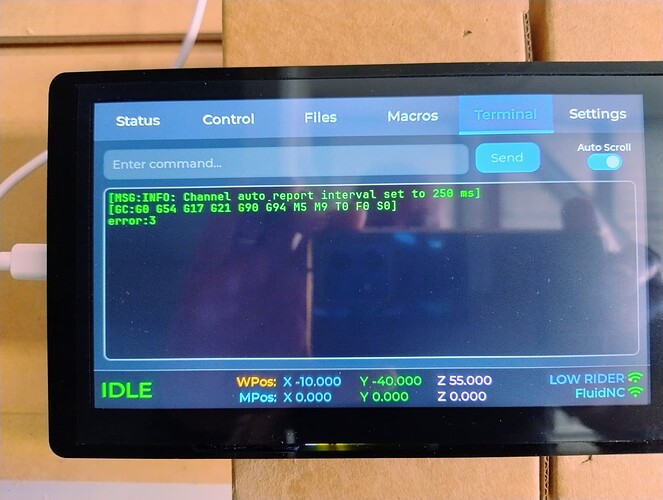 Status Control Files Macros Terminal Settings
Enter command... Send Auto Scroll
[MSG:INFO: Channel auto report interval set to 250 ms]
[GC:G0 G54 G17 G21 G90 G94 M5 M9 T0 F0 S0]
error:3
IDLE WPos: X -10.000 Y -40.000 Z 55.000 LOW RIDER
MPos: X 0.000 Y 0.000 Z 0.000 FluidNC